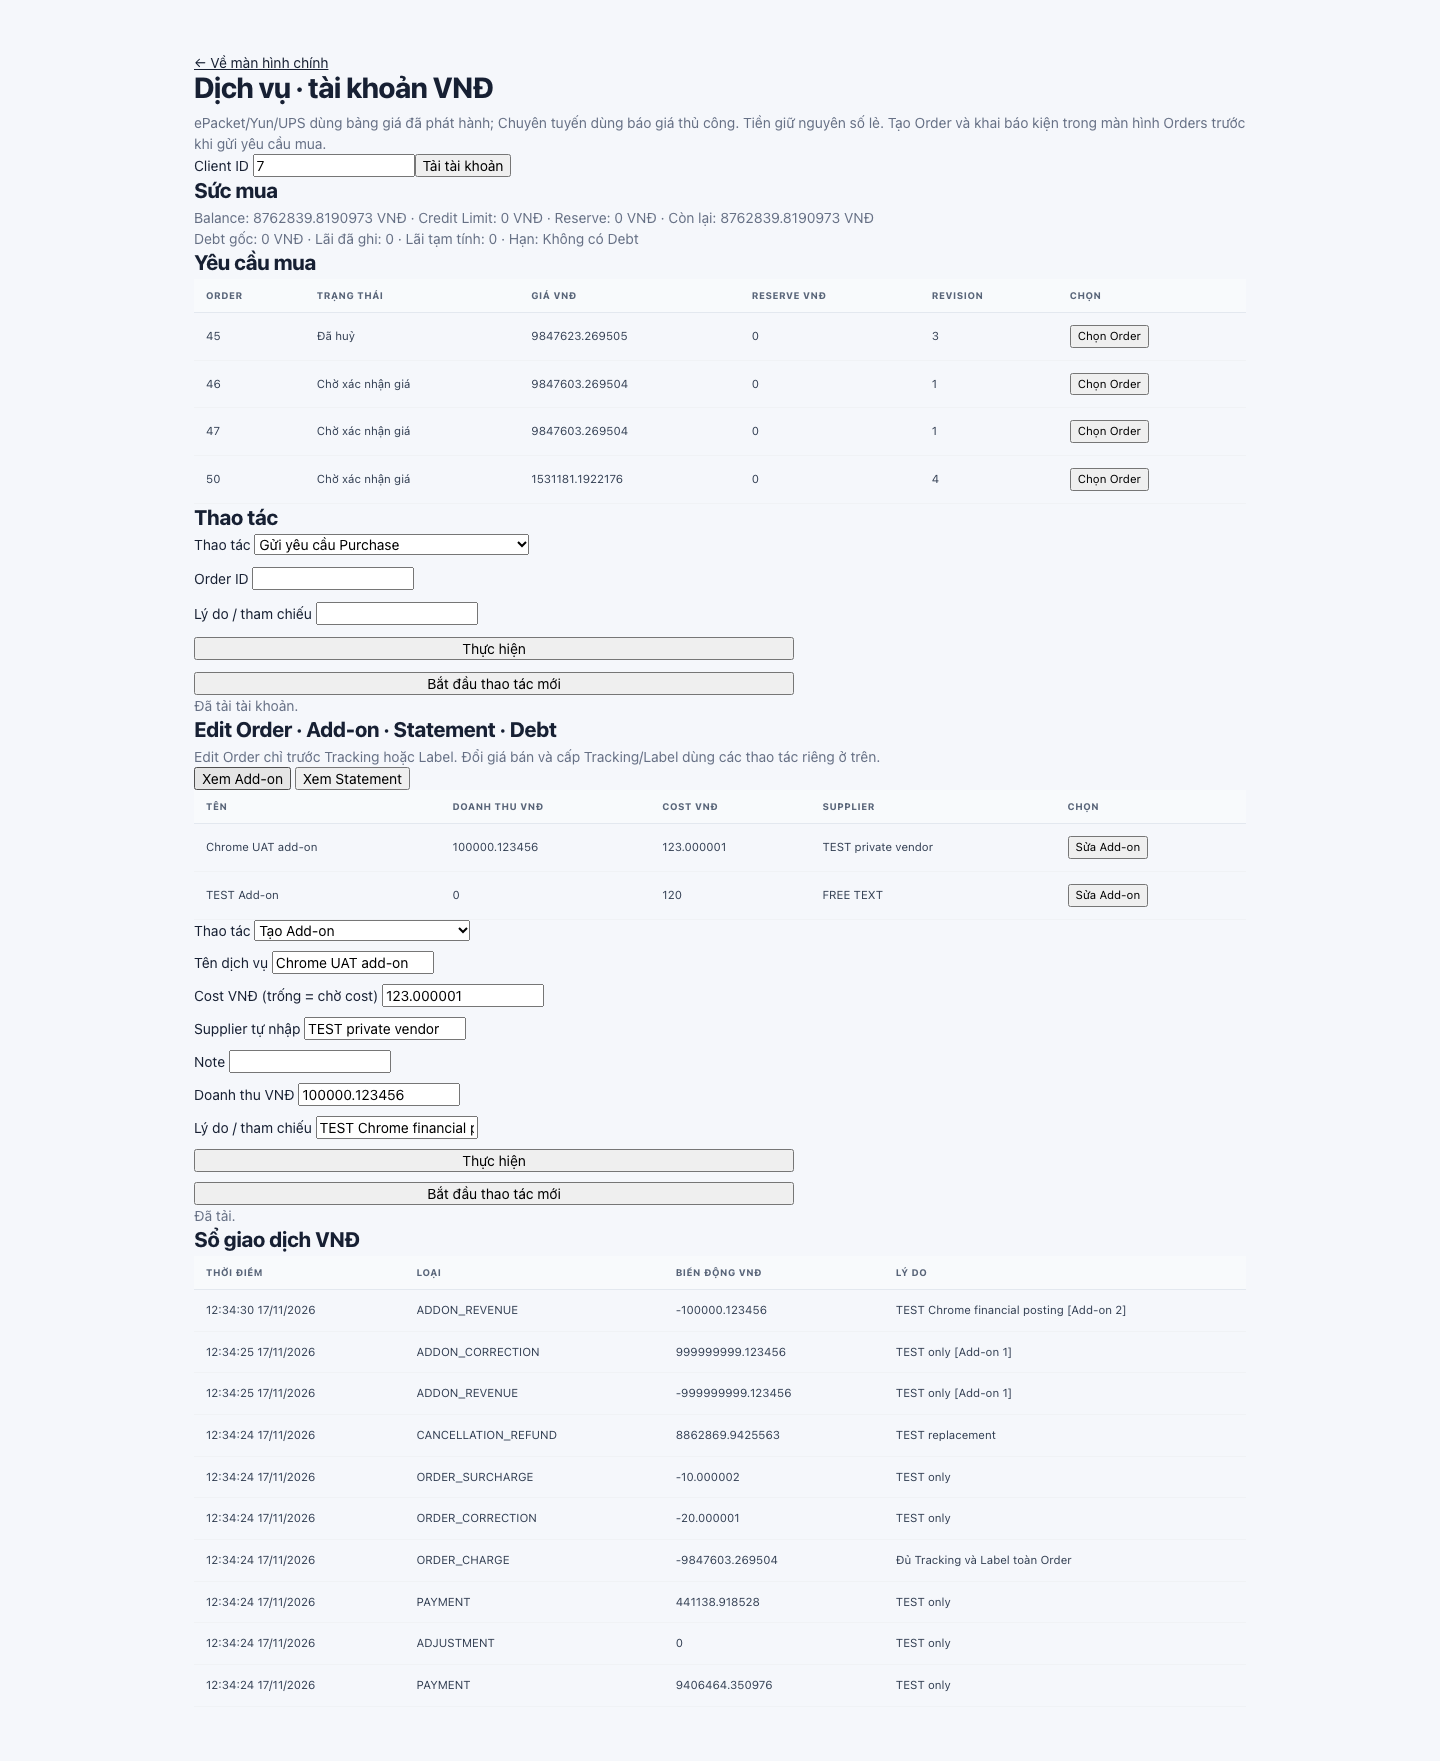 ← Về màn hình chính
Dịch vụ · tài khoản VNĐ
ePacket/Yun/UPS dùng bảng giá đã phát hành; Chuyên tuyến dùng báo giá thủ công. Tiền giữ nguyên số lẻ. Tạo Order và khai báo kiện trong màn hình Orders trước
khi gửi yêu cầu mua.
Client ID 7 Tải tài khoản
Sức mua
Balance: 8762839.8190973 VNĐ · Credit Limit: 0 VNĐ · Reserve: 0 VNĐ · Còn lại: 8762839.8190973 VNĐ
Debt gốc: 0 VNĐ · Lãi đã ghi: 0 · Lãi tạm tính: 0 · Hạn: Không có Debt
Yêu cầu mua
ORDER TRẠNG THÁI GIÁ VNĐ RESERVE VNĐ REVISION CHỌN
45 Đã huỷ 9847623.269505 0 3 Chọn Order
46 Chờ xác nhận giá 9847603.269504 0 1 Chọn Order
47 Chờ xác nhận giá 9847603.269504 0 1 Chọn Order
50 Chờ xác nhận giá 1531181.1922176 0 4 Chọn Order
Thao tác
Thao tác Gửi yêu cầu Purchase
Order ID
Lý do / tham chiếu
Thực hiện
Bắt đầu thao tác mới
Đã tải tài khoản.
Edit Order · Add-on · Statement · Debt
Edit Order chỉ trước Tracking hoặc Label. Đổi giá bán và cấp Tracking/Label dùng các thao tác riêng ở trên.
Xem Add-on Xem Statement
TÊN DOANH THU VNĐ COST VNĐ SUPPLIER CHỌN
Chrome UAT add-on 100000.123456 123.000001 TEST private vendor Sửa Add-on
TEST Add-on 0 120 FREE TEXT Sửa Add-on
Thao tác Tạo Add-on
Tên dịch vụ Chrome UAT add-on
Cost VNĐ (trống = chờ cost) 123.000001
Supplier tự nhập TEST private vendor
Note
Doanh thu VNĐ 100000.123456
Lý do / tham chiếu TEST Chrome financial
Thực hiện
Bắt đầu thao tác mới
Đã tải.
Sổ giao dịch VNĐ
THỜI ĐIỂM LOẠI BIẾN ĐỘNG VNĐ LÝ DO
12:34:30 17/11/2026 ADDON_REVENUE -100000.123456 TEST Chrome financial posting [Add-on 2]
12:34:25 17/11/2026 ADDON_CORRECTION 999999999.123456 TEST only [Add-on 1]
12:34:25 17/11/2026 ADDON_REVENUE -999999999.123456 TEST only [Add-on 1]
12:34:24 17/11/2026 CANCELLATION_REFUND 8862869.9425563 TEST replacement
12:34:24 17/11/2026 ORDER_SURCHARGE -10.000002 TEST only
12:34:24 17/11/2026 ORDER_CORRECTION -20.000001 TEST only
12:34:24 17/11/2026 ORDER_CHARGE -9847603.269504 Đủ Tracking và Label toàn Order
12:34:24 17/11/2026 PAYMENT 441138.918528 TEST only
12:34:24 17/11/2026 ADJUSTMENT 0 TEST only
12:34:24 17/11/2026 PAYMENT 9406464.350976 TEST only